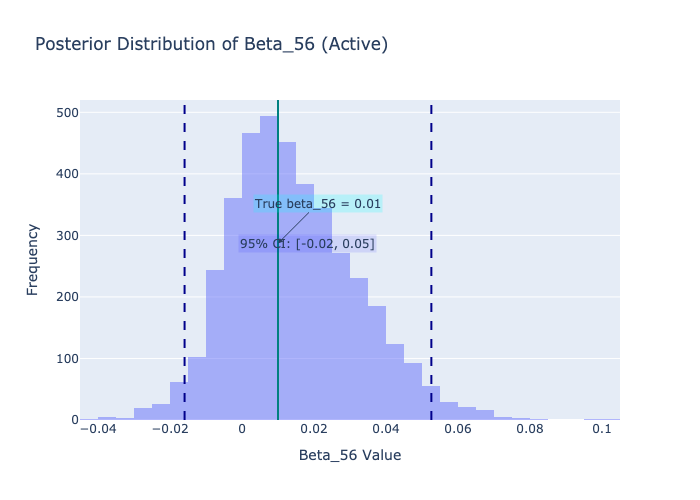 Posterior Distribution of Beta_56 (Active)
500
400
300
200
100
0
Frequency
True beta_56 = 0.01
95% CI: [-0.02, 0.05]
−0.04 −0.02 0 0.02 0.04 0.06 0.08 0.1
Beta_56 Value